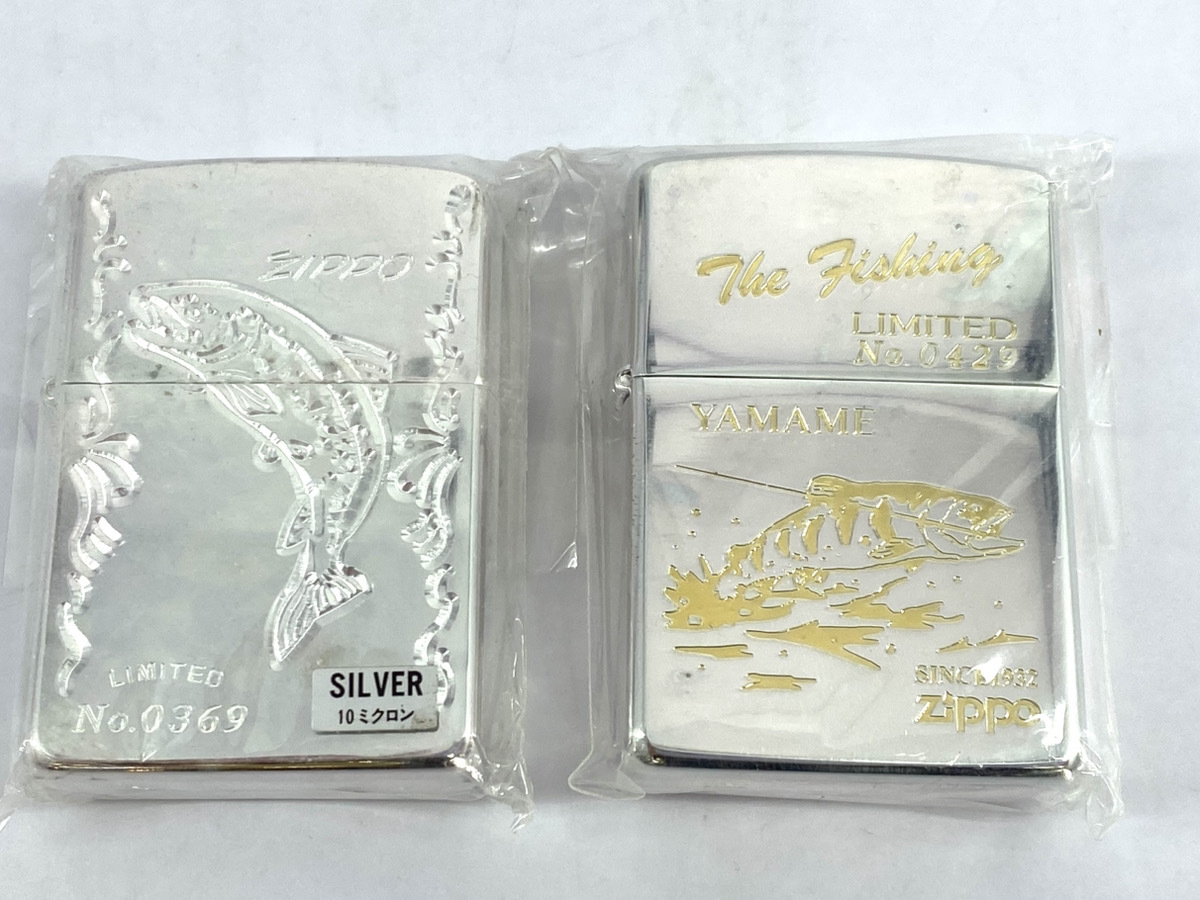 ZIPPO
LIMITED
No.0369
SILVER
10ミクロン
The Fishing
LIMITED
No.0429
YAMAME
SINCE 1932
Zippo